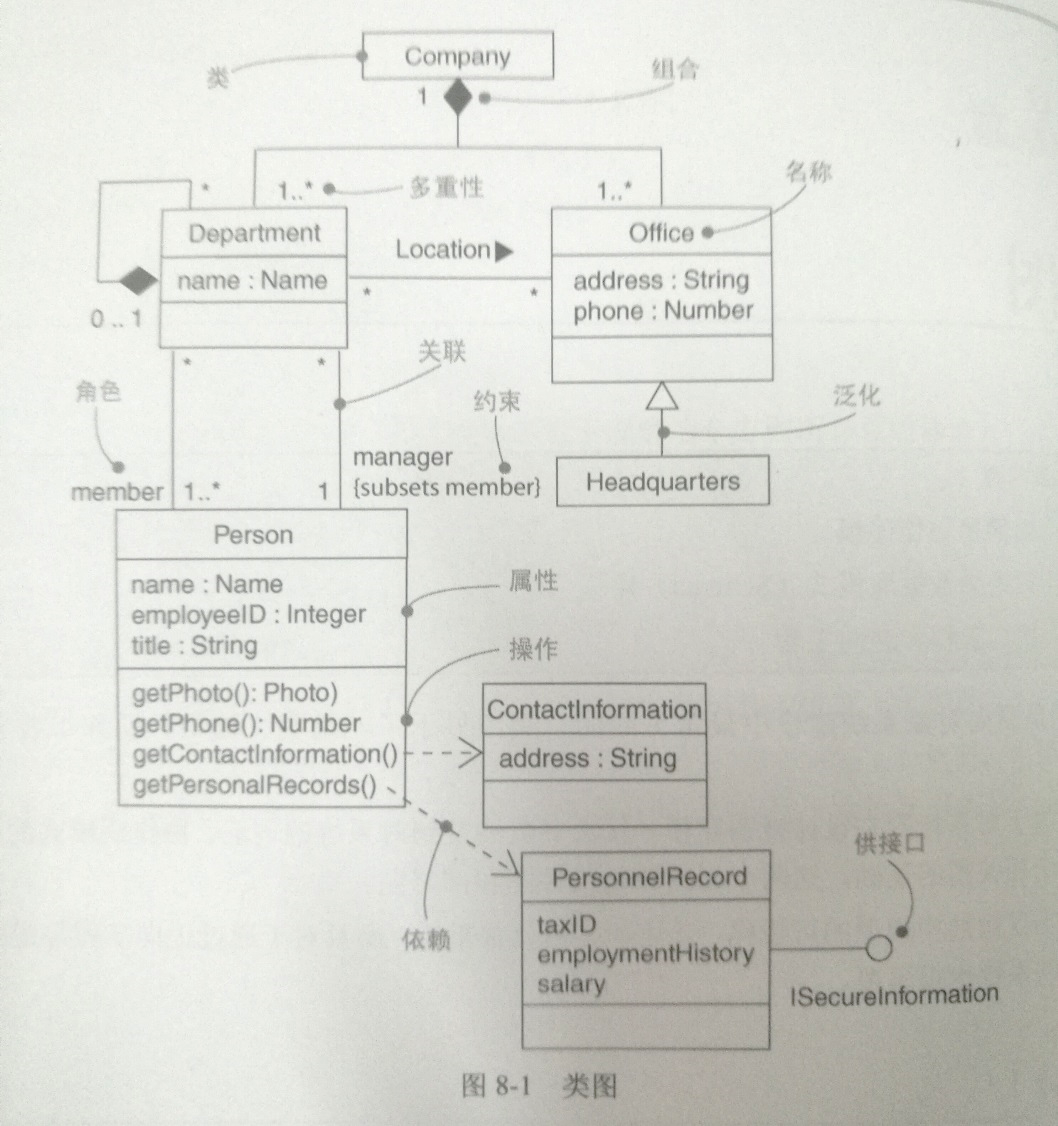 Company
类
组合
1
*
1..*
多重性
1..*
名称
Department
Office
Location▶
name : Name
address : String
phone : Number
*
*
0 .. 1
*
*
关联
角色
约束
泛化
manager
member
1..*
1
{subsets member}
Headquarters
Person
name : Name
employeeID : Integer
title : String
属性
操作
getPhoto(): Photo)
getPhone(): Number
getContactInformation()
getPersonalRecords()
ContactInformation
address : String
供接口
PersonnelRecord
依赖
taxID
employmentHistory
salary
ISecureInformation
图 8-1 类图